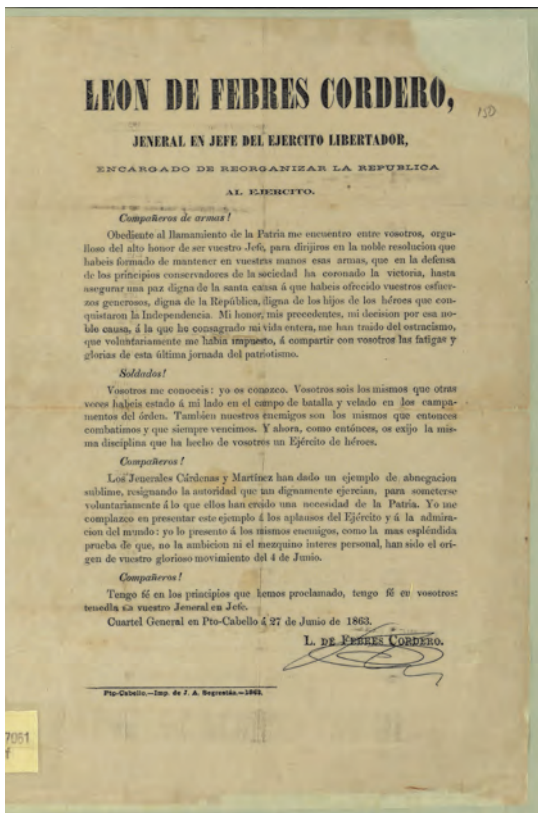 LEON DE FEBRES CORDERO,
150
JENERAL EN JEFE DEL EJERCITO LIBERTADOR,
ENCARGADO DE REORGANIZAR LA REPUBLICA
AL EJERCITO.
Compañeros de armas!
Obediente al llamamiento de la Patria me encuentro entre vosotros, orgu-
lloso del alto honor de ser vuestro Jefe, para dirijiros en la noble resolucion que
habeis formado de mantener en vuestras manos esas armas, que en la defensa
de los principios conservadores de la sociedad ha coronado la victoria, hasta
asegurar una paz digna de la santa causa á que habeis ofrecido vuestros esfuer-
zos generosos, digna de la República, digna de los hijos de los héroes que con-
quistaron la Independencia. Mi honor, mis precedentes, mi decision por esa no-
ble causa, á la que he consagrado mi vida entera, me han traido del ostracismo,
que voluntariamente me habia impuesto, á compartir con vosotros las fatigas y
glorias de esta última jornada del patriotismo.
Soldados!
Vosotros me conoceis: yo os conozco. Vosotros sois los mismos que otras
veces habeis estado á mi lado en el campo de batalla y velado en los campa-
mentos del órden. Tambien nuestros enemigos son los mismos que entonces
combatimos y que siempre vencimos. Y ahora, como entónces, os exijo la mis-
ma disciplina que ha hecho de vosotros un Ejército de héroes.
Compañeros!
Los Jenerales Cárdenas y Martínez han dado un ejemplo de abnegacion
sublime, resignando la autoridad que tan dignamente ejercian, para someterse
voluntariamente á lo que ellos han creido una necesidad de la Patria. Yo me
complazco en presentar este ejemplo á los aplausos del Ejército y á la admira-
cion del mundo: yo lo presento á los mismos enemigos, como la mas espléndida
prueba de que, no la ambicion ni el mezquino interes personal, han sido el orí-
gen de vuestro glorioso movimiento del 4 de Junio.
Compañeros!
Tengo fé en los principios que hemos proclamado, tengo fé en vosotros:
tenedla en vuestro Jeneral en Jefe.
Cuartel General en Pto-Cabello á 27 de Junio de 1863.
L. DE FEBRES CORDERO.
Pto-Cabello.—Imp. de J. A. Segrestáa.—1863.
7061
f